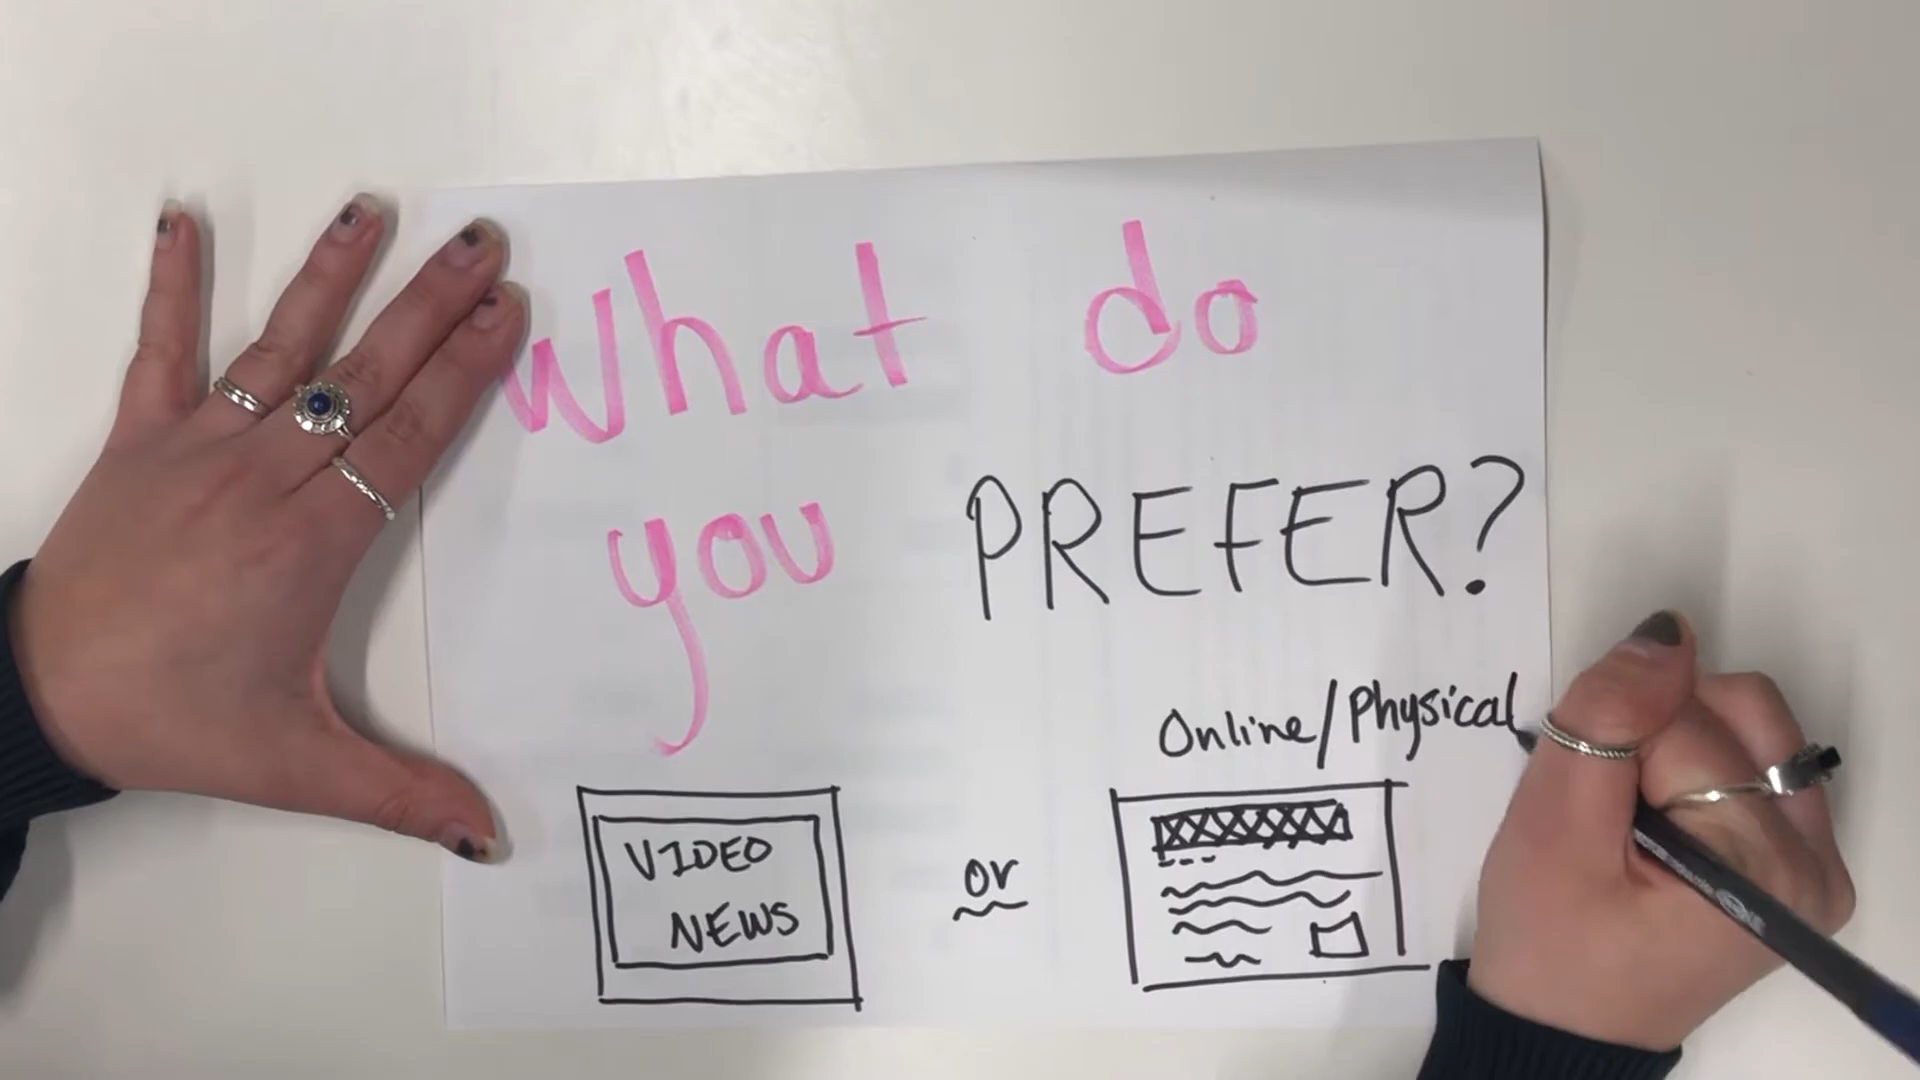 What do
you PREFER?
Online/Physical
VIDEO
NEWS
or